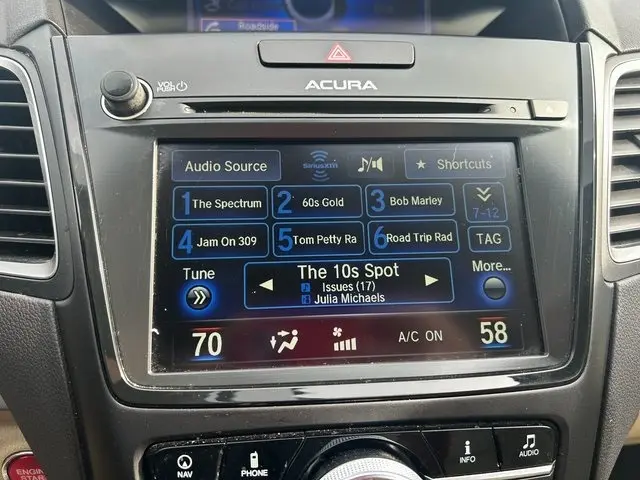 Roadside
VOL
PUSH
ACURA
Audio Source
SiriusXM
★ Shortcuts
1 The Spectrum
2 60s Gold
3 Bob Marley
7-12
4 Jam On 309
5 Tom Petty Ra
6 Road Trip Rad
TAG
Tune
The 10s Spot
Issues (17)
Julia Michaels
More...
70
A/C ON
58
ENGINE
START
NAV
PHONE
INFO
AUDIO